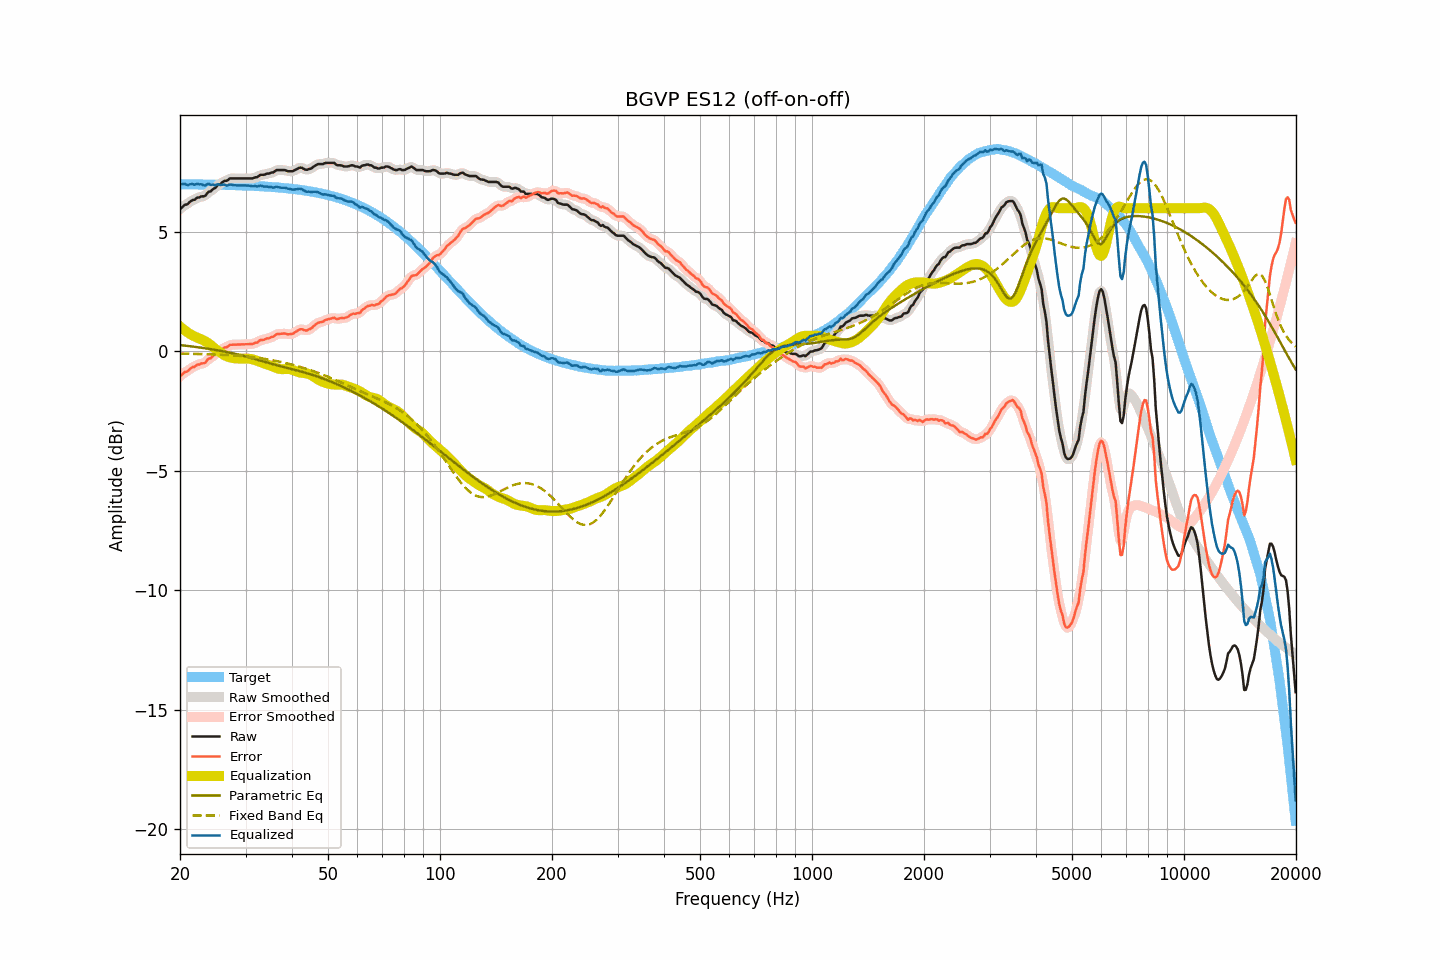 BGVP ES12 (off-on-off)
Amplitude (dBr)
5
0
−5
−10
−15
−20
Target
Raw Smoothed
Error Smoothed
Raw
Error
Equalization
Parametric Eq
Fixed Band Eq
Equalized
20 50 100 200 500 1000 2000 5000 10000 20000
Frequency (Hz)